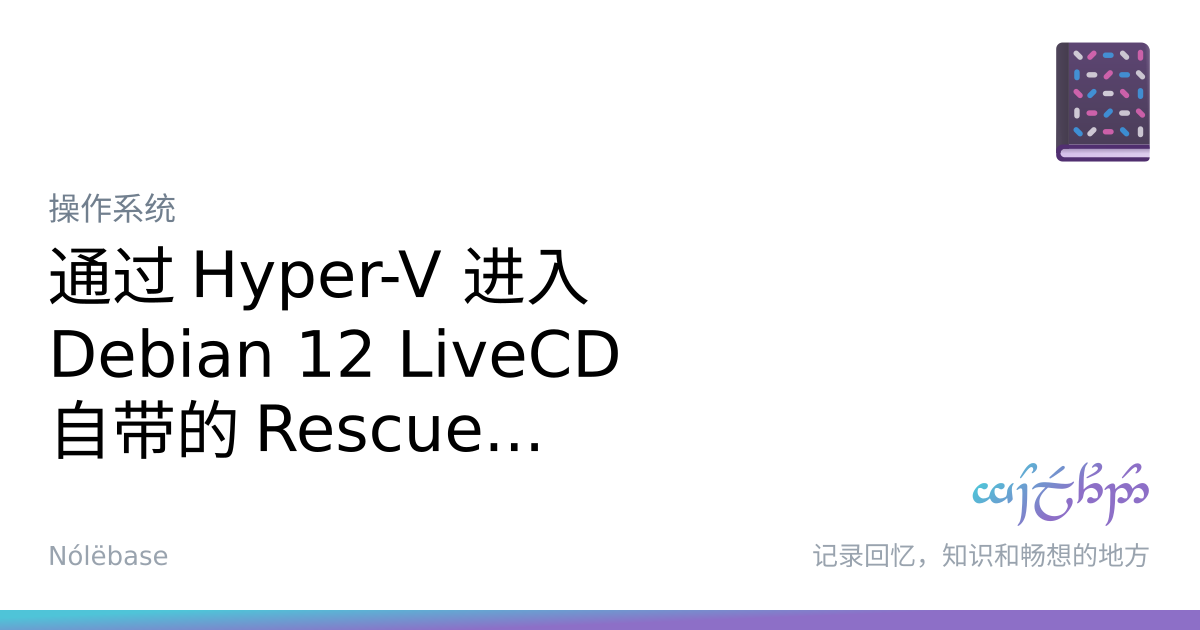 操作系统
通过 Hyper-V 进入
Debian 12 LiveCD
自带的 Rescue...
Nólëbase
记录回忆，知识和畅想的地方